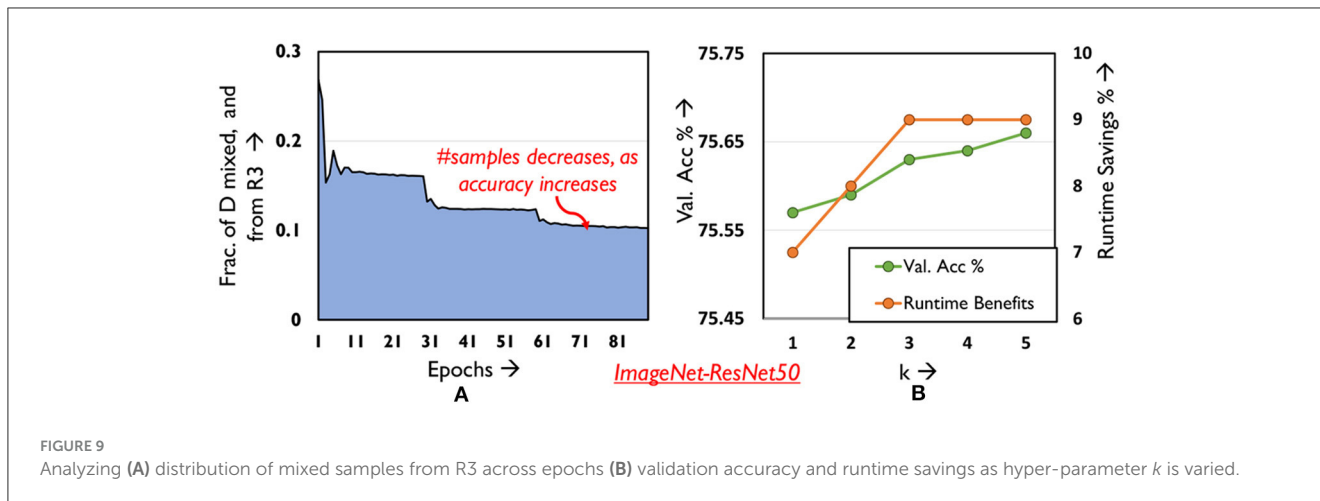 Frac. of D mixed, and
from R3 →
0.3
0.2
0.1
0
#samples decreases, as
accuracy increases
1 11 21 31 41 51 61 71 81
Epochs →
A
ImageNet-ResNet50
Val. Acc % →
75.75
75.65
75.55
75.45
Val. Acc %
Runtime Benefits
1 2 3 4 5
k →
B
10
9
8
7
6
Runtime Savings % →
FIGURE 9
Analyzing (A) distribution of mixed samples from R3 across epochs (B) validation accuracy and runtime savings as hyper-parameter k is varied.